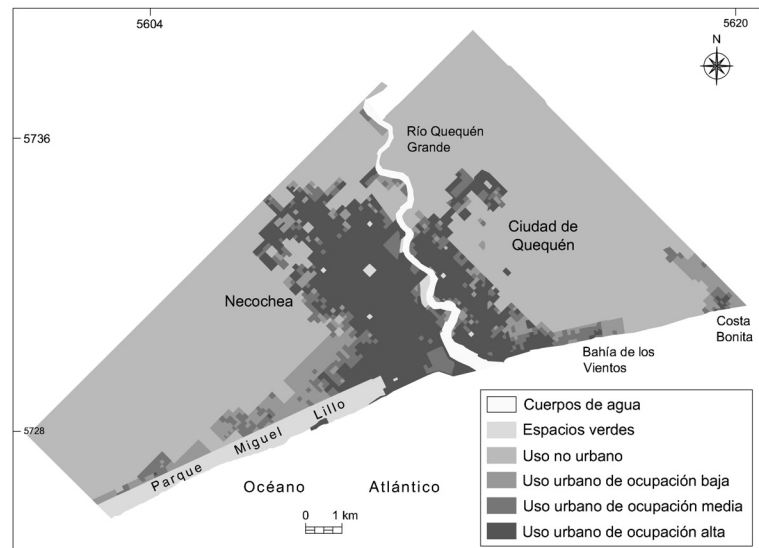 5604
5620
N
5736
Río Quequén
Grande
Ciudad de
Quequén
Necochea
Costa
Bonita
Bahía de los
Vientos
5728
Parque Miguel Lillo
Océano Atlántico
0 1 km
Cuerpos de agua
Espacios verdes
Uso no urbano
Uso urbano de ocupación baja
Uso urbano de ocupación media
Uso urbano de ocupación alta